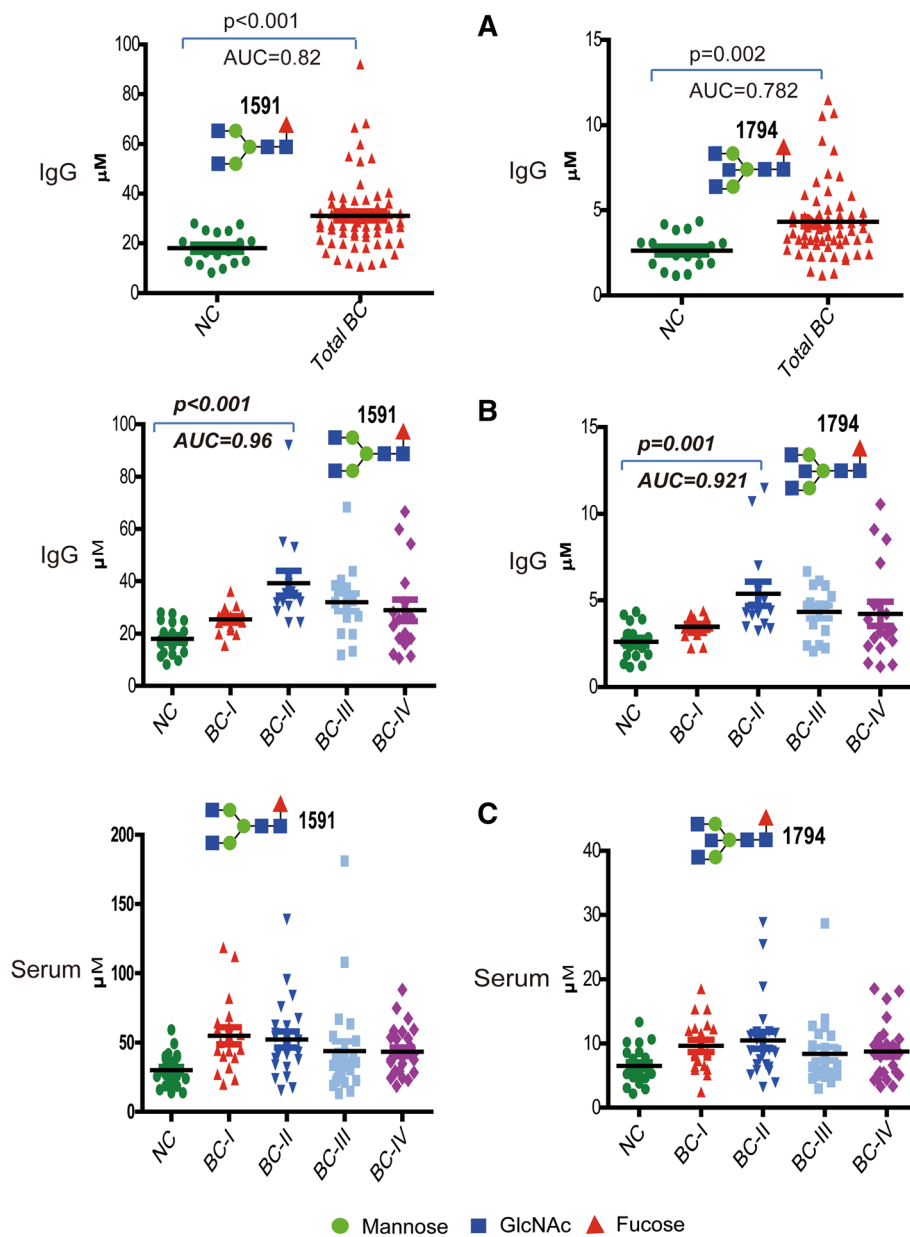 A
p<0.001
AUC=0.82
1591
IgG
µM
100
80
60
40
20
0
NC
Total BC
p=0.002
AUC=0.782
1794
IgG
µM
15
10
5
0
NC
Total BC
B
p<0.001
AUC=0.96
1591
IgG
µM
100
80
60
40
20
0
NC
BC-I
BC-II
BC-III
BC-IV
p=0.001
AUC=0.921
1794
IgG
µM
15
10
5
0
NC
BC-I
BC-II
BC-III
BC-IV
C
1591
Serum
µM
200
150
100
50
0
NC
BC-I
BC-II
BC-III
BC-IV
1794
Serum
µM
40
30
20
10
0
NC
BC-I
BC-II
BC-III
BC-IV
Mannose GlcNAc Fucose